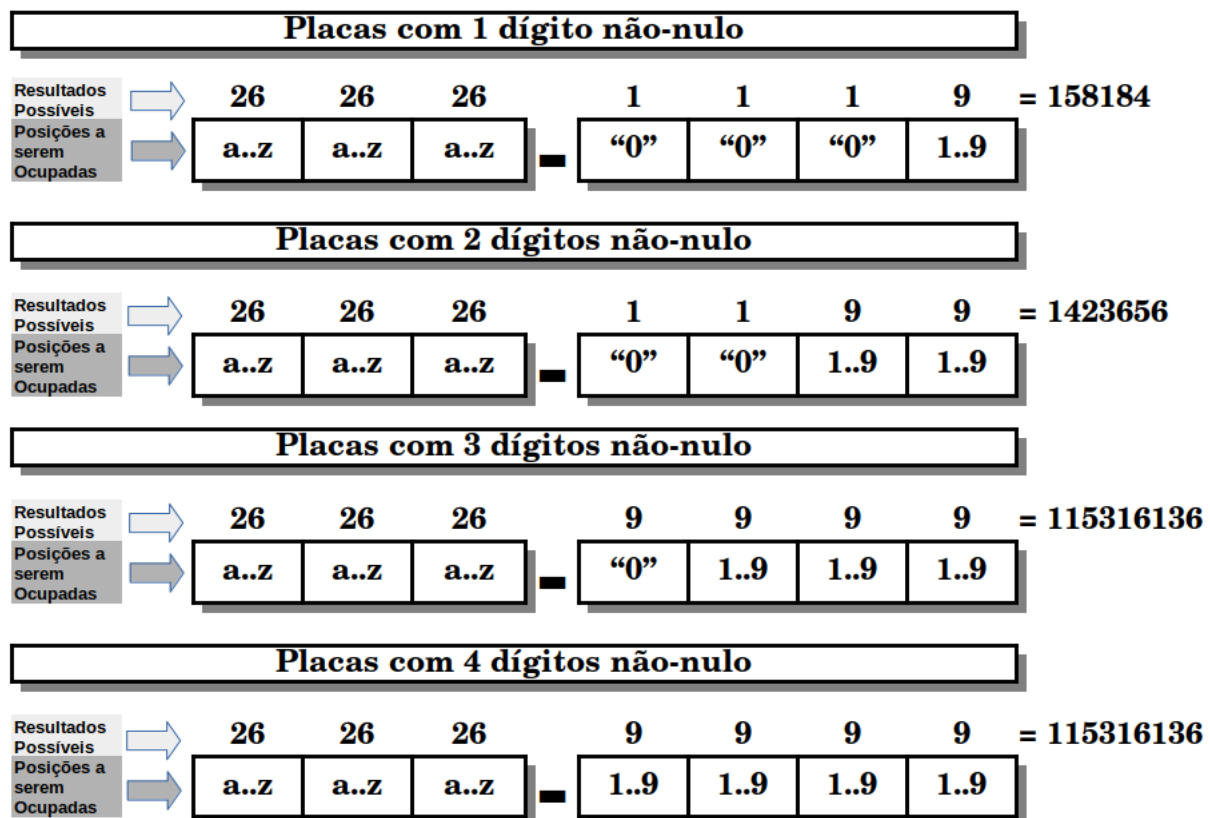 Placas com 1 dígito não-nulo
Resultados
Possíveis
26 26 26 1 1 1 9 = 158184
Posições a
serem
Ocupadas
a..z a..z a..z - “0” “0” “0” 1..9
Placas com 2 dígitos não-nulo
Resultados
Possíveis
26 26 26 1 1 9 9 = 1423656
Posições a
serem
Ocupadas
a..z a..z a..z - “0” “0” 1..9 1..9
Placas com 3 dígitos não-nulo
Resultados
Possíveis
26 26 26 9 9 9 9 = 115316136
Posições a
serem
Ocupadas
a..z a..z a..z - “0” 1..9 1..9 1..9
Placas com 4 dígitos não-nulo
Resultados
Possíveis
26 26 26 9 9 9 9 = 115316136
Posições a
serem
Ocupadas
a..z a..z a..z - 1..9 1..9 1..9 1..9